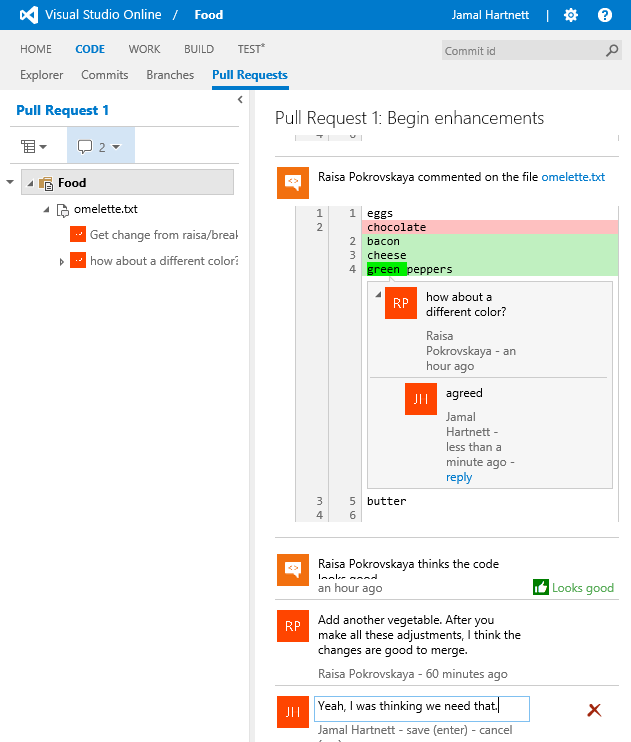 Visual Studio Online / Food Jamal Hartnett |
HOME CODE WORK BUILD TEST*
Commit id
Explorer Commits Branches Pull Requests
Pull Request 1
2
Food
omelette.txt
Get change from raisa/break
how about a different color?
Pull Request 1: Begin enhancements
4 6
Raisa Pokrovskaya commented on the file omelette.txt
1 1 eggs
2 chocolate
2 bacon
3 cheese
4 green peppers
RP how about a
different color?
Raisa
Pokrovskaya - an
hour ago
JH agreed
Jamal
Hartnett -
less than a
minute ago -
reply
3 5 butter
4 6
Raisa Pokrovskaya thinks the code
looks good
an hour ago Looks good
RP Add another vegetable. After you
make all these adjustments, I think the
changes are good to merge.
Raisa Pokrovskaya - 60 minutes ago
JH Yeah, I was thinking we need that.
Jamal Hartnett - save (enter) - cancel